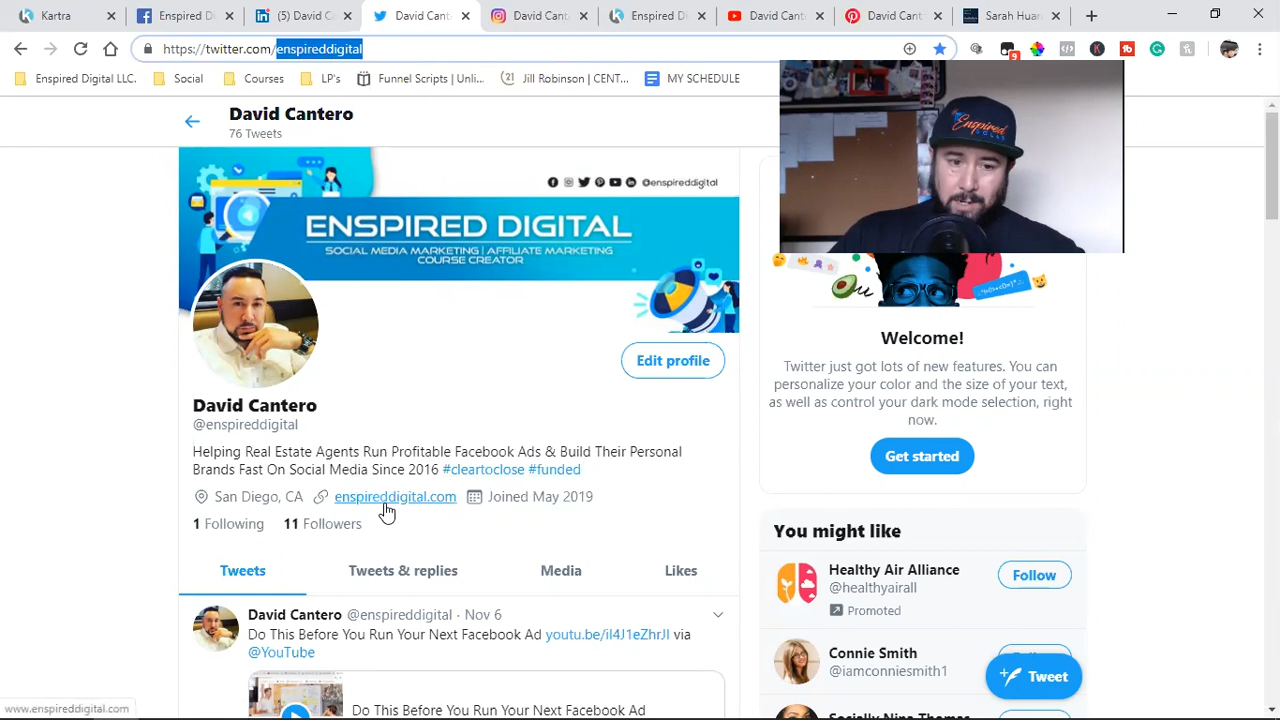 Kartra
David Cant
(5) David C
David Cant
David Cant
Enspired D
David Cant
David Cant
Sarah Huan
https://twitter.com/enspireddigital
9
Enspired Digital LLC.
Social
Courses
LP's
Funnel Scripts | Unli...
Jill Robinson | CENT...
MY SCHEDULE
David Cantero
76 Tweets
@enspireddigital
ENSPIRED DIGITAL
SOCIAL MEDIA MARKETING | AFFILIATE MARKETING
COURSE CREATOR
Enspired
Edit profile
David Cantero
@enspireddigital
Helping Real Estate Agents Run Profitable Facebook Ads & Build Their Personal
Brands Fast On Social Media Since 2016 #cleartoclose #funded
San Diego, CA enspireddigital.com Joined May 2019
1 Following 11 Followers
Tweets Tweets & replies Media Likes
David Cantero @enspireddigital · Nov 6
Do This Before You Run Your Next Facebook Ad youtu.be/il4J1eZhrJI via
@YouTube
Do This Before You Run Your Next Facebook Ad
Welcome!
Twitter just got lots of new features. You can
personalize your color and the size of your text,
as well as control your dark mode selection, right
now.
Get started
You might like
Healthy Air Alliance
@healthyairall
Follow
Promoted
Connie Smith
@iamconniesmith1
Tweet
Socially Nina Thomas
www.enspireddigital.com